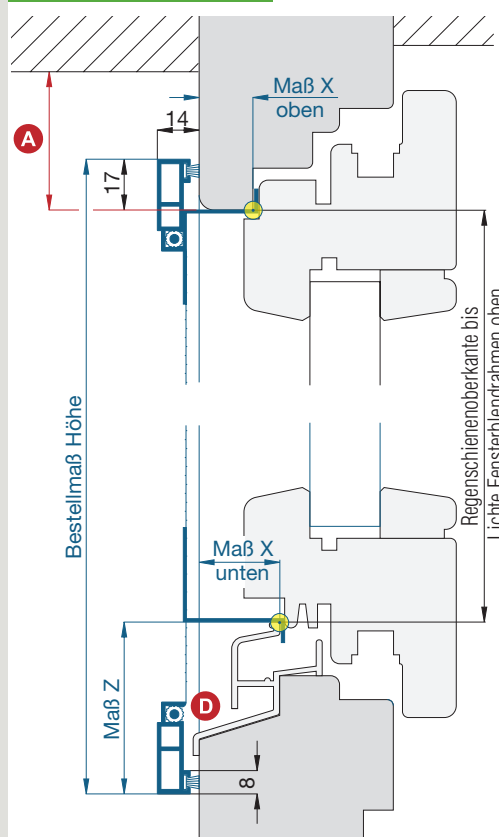 Maß X
oben
A
14
17
Bestellmaß Höhe
Regenschienenoberkante bis
Lichte Fensterblendrahmen oben
Maß X
unten
Maß Z
D
8